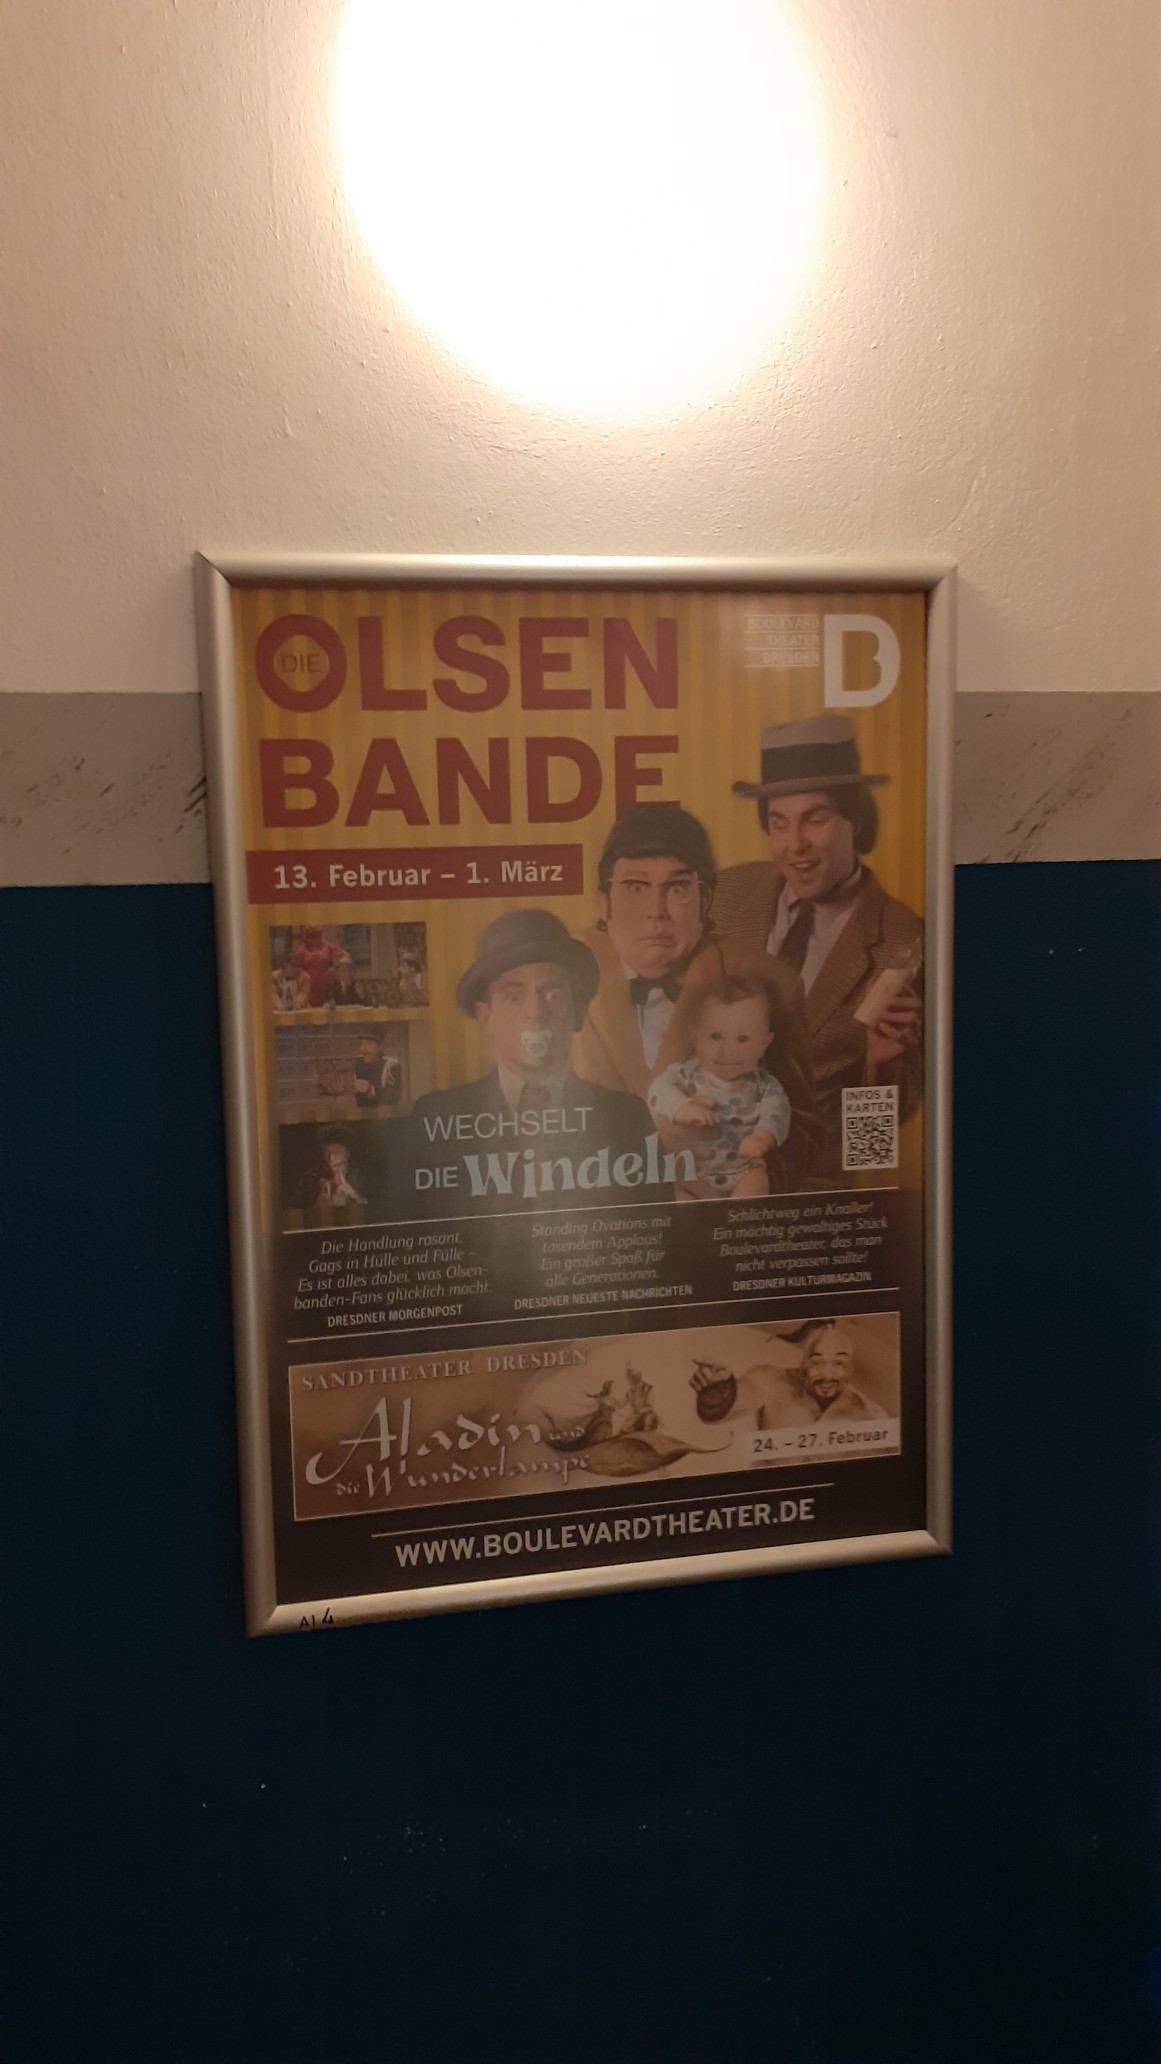 DIE
OLSEN
BANDE
BOULEVARD
THEATER
DRESDEN
13. Februar – 1. März
INFOS &
KARTEN
WECHSELT
DIE Windeln
Die Handlung rasant,
Gags in Hülle und Fülle –
Es ist alles dabei, was Olsen-
banden-Fans glücklich macht.
DRESDNER MORGENPOST
Standing Ovations mit
tosendem Applaus!
Ein großer Spaß für
alle Generationen.
DRESDNER NEUESTE NACHRICHTEN
Schlichtweg ein Knaller!
Ein mächtig gewaltiges Stück
Boulevardtheater, das man
nicht verpassen sollte!
DRESDNER KULTURMAGAZIN
SANDTHEATER DRESDEN
Aladin und
die Wunderlampe
24. – 27. Februar
WWW.BOULEVARDTHEATER.DE
A1 4